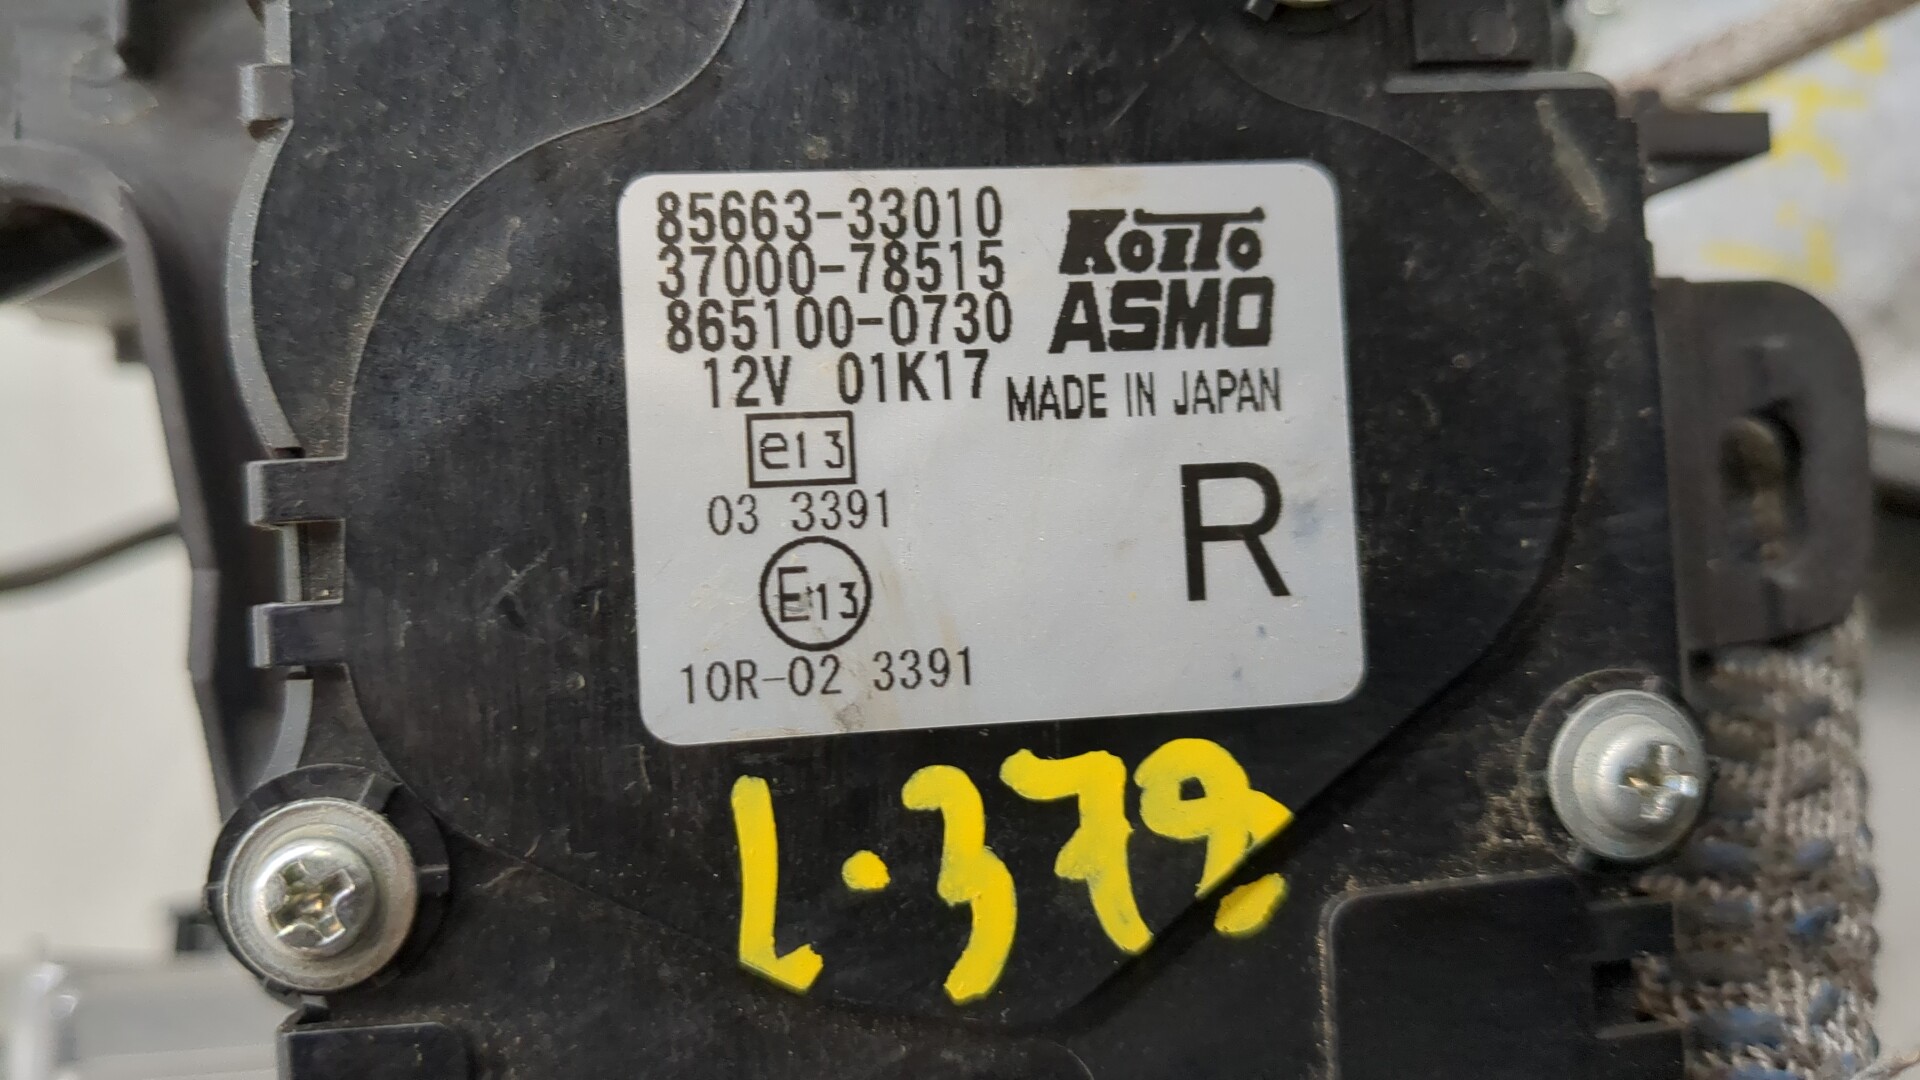 85663-33010
37000-78515
865100-0730
12V 01K17
KOITO
ASMO
MADE IN JAPAN
e13
03 3391
E13
10R-02 3391
R
L.379